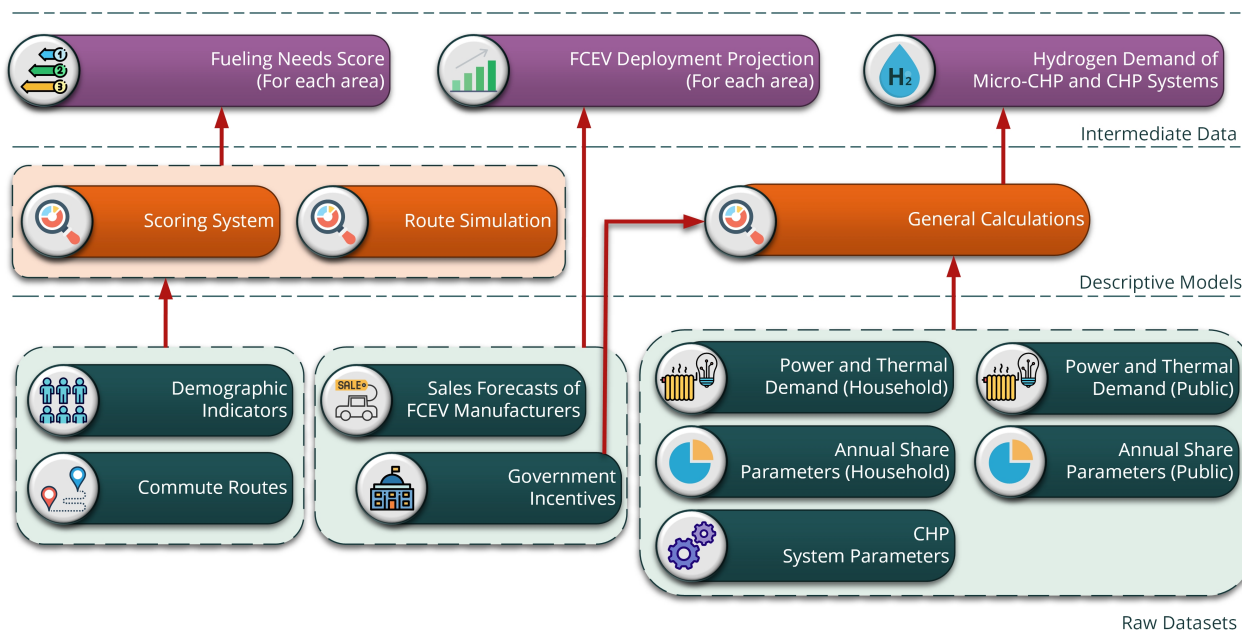 Fueling Needs Score
(For each area)
FCEV Deployment Projection
(For each area)
Hydrogen Demand of
Micro-CHP and CHP Systems
1
2
3
H2
Intermediate Data
Scoring System
Route Simulation
General Calculations
Descriptive Models
Demographic
Indicators
Commute Routes
SALE
Sales Forecasts of
FCEV Manufacturers
Government
Incentives
Power and Thermal
Demand (Household)
Power and Thermal
Demand (Public)
Annual Share
Parameters (Household)
Annual Share
Parameters (Public)
CHP
System Parameters
Raw Datasets